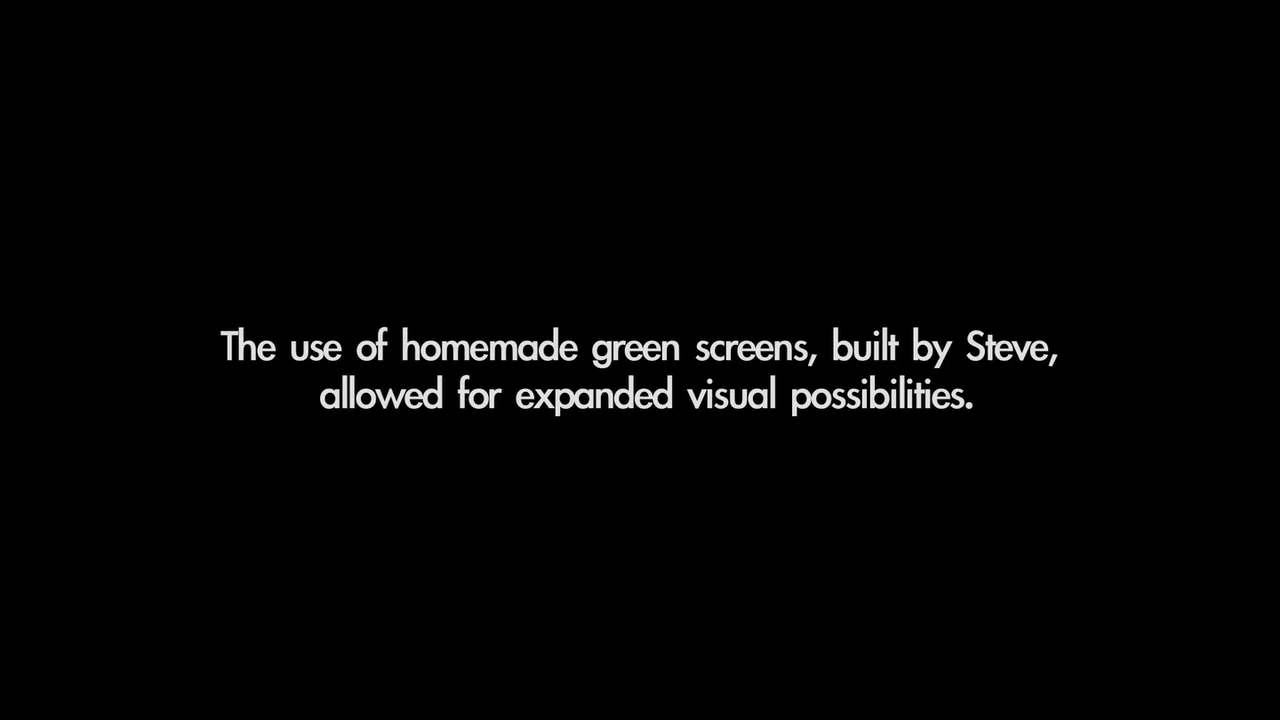 The use of homemade green screens, built by Steve,
allowed for expanded visual possibilities.